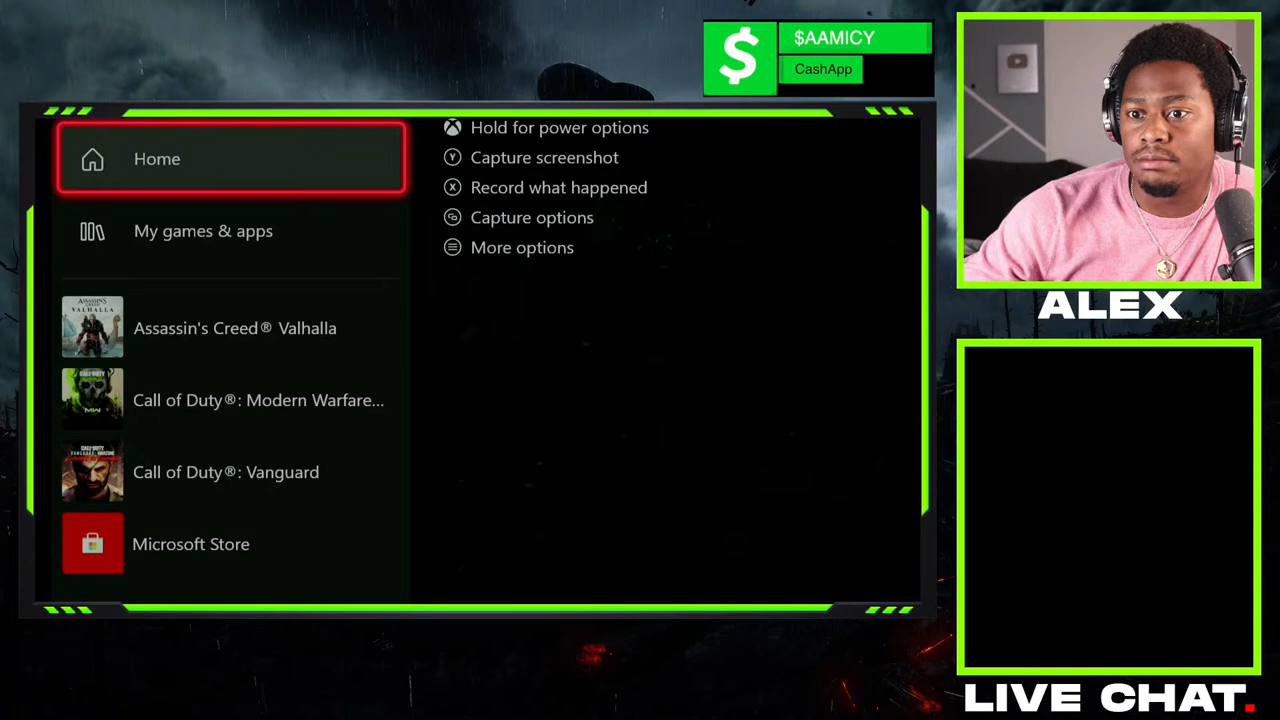 $AAMICY
CashApp
Home
My games & apps
Assassin's Creed® Valhalla
Call of Duty®: Modern Warfare...
Call of Duty®: Vanguard
Microsoft Store
Hold for power options
Capture screenshot
Record what happened
Capture options
More options
ALEX
LIVE CHAT.